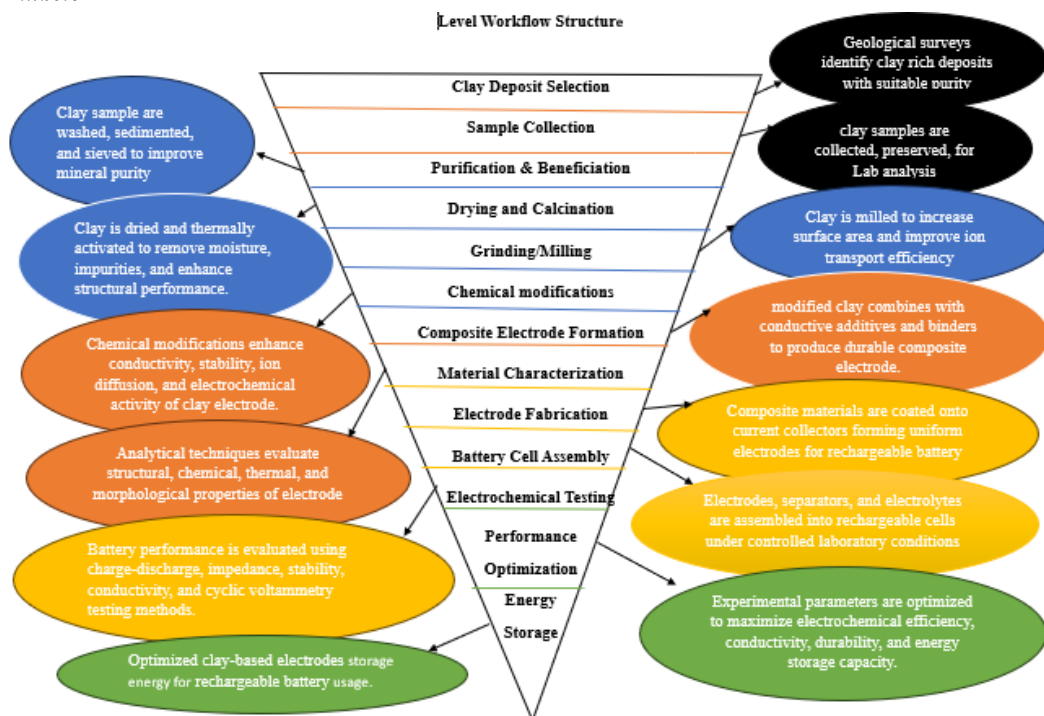 Level Workflow Structure
Clay Deposit Selection
Sample Collection
Purification & Beneficiation
Drying and Calcination
Grinding/Milling
Chemical modifications
Composite Electrode Formation
Material Characterization
Electrode Fabrication
Battery Cell Assembly
Electrochemical Testing
Performance
Optimization
Energy
Storage
Clay sample are
washed, sedimented,
and sieved to improve
mineral purity
Clay is dried and thermally
activated to remove moisture,
impurities, and enhance
structural performance.
Chemical modifications enhance
conductivity, stability, ion
diffusion, and electrochemical
activity of clay electrode.
Analytical techniques evaluate
structural, chemical, thermal, and
morphological properties of electrode
Battery performance is evaluated using
charge-discharge, impedance, stability,
conductivity, and cyclic voltammetry
testing methods.
Optimized clay-based electrodes storage
energy for rechargeable battery usage.
Geological surveys
identify clay rich deposits
with suitable purity
clay samples are
collected, preserved, for
Lab analysis
Clay is milled to increase
surface area and improve ion
transport efficiency
modified clay combines with
conductive additives and binders
to produce durable composite
electrode.
Composite materials are coated onto
current collectors forming uniform
electrodes for rechargeable battery
Electrodes, separators, and electrolytes
are assembled into rechargeable cells
under controlled laboratory conditions
Experimental parameters are optimized
to maximize electrochemical efficiency,
conductivity, durability, and energy
storage capacity.